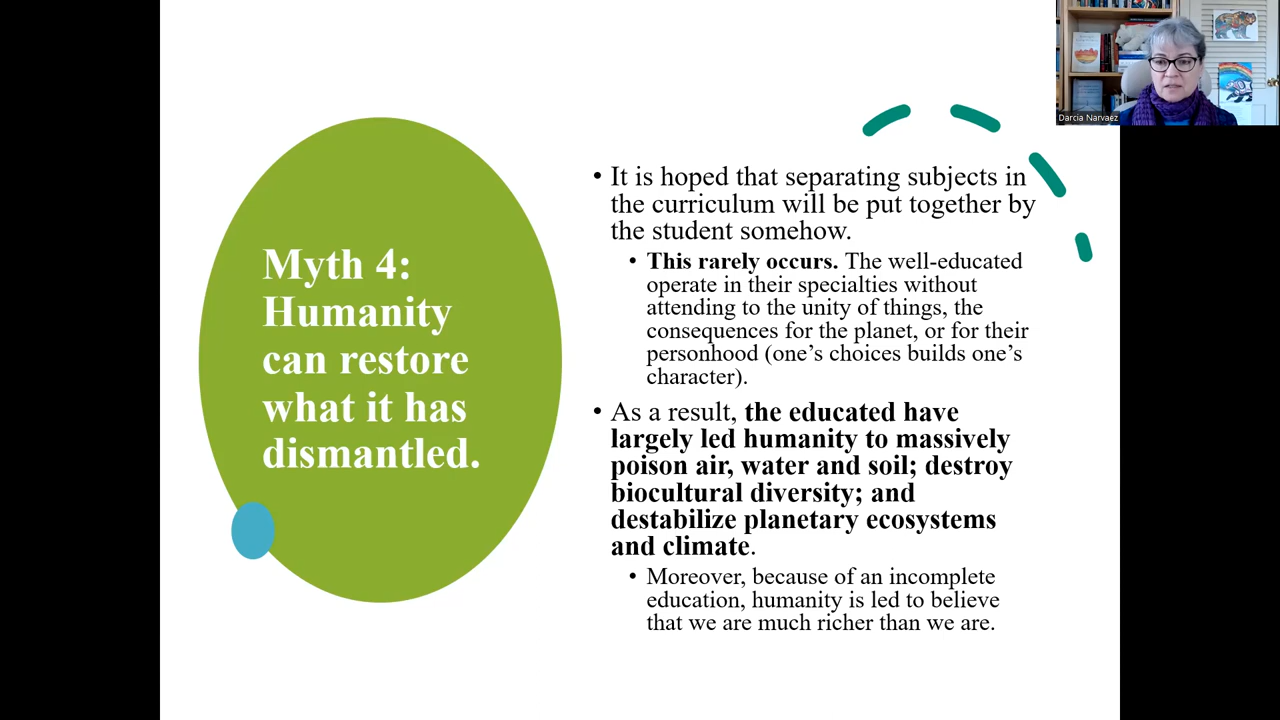 Darcia Narvaez
Myth 4:
Humanity
can restore
what it has
dismantled.
• It is hoped that separating subjects in
the curriculum will be put together by
the student somehow.
• This rarely occurs. The well-educated
operate in their specialties without
attending to the unity of things, the
consequences for the planet, or for their
personhood (one’s choices builds one’s
character).
• As a result, the educated have
largely led humanity to massively
poison air, water and soil; destroy
biocultural diversity; and
destabilize planetary ecosystems
and climate.
• Moreover, because of an incomplete
education, humanity is led to believe
that we are much richer than we are.